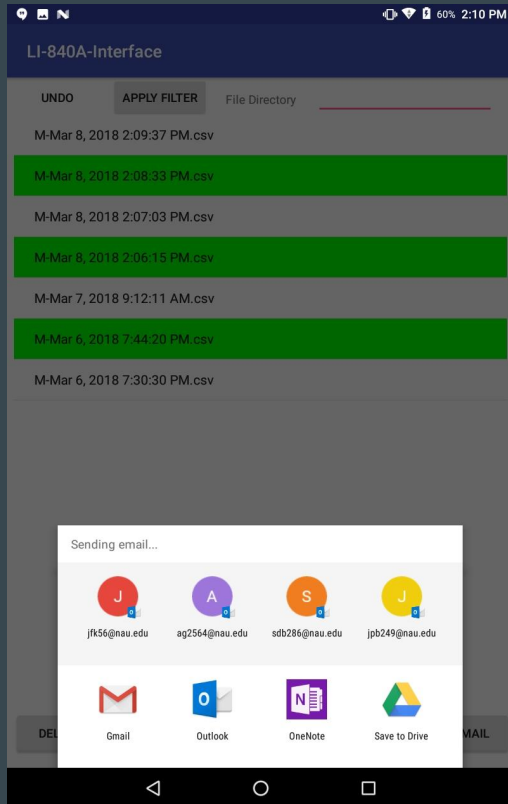 60% 2:10 PM
LI-840A-Interface
UNDO APPLY FILTER File Directory
M-Mar 8, 2018 2:09:37 PM.csv
M-Mar 8, 2018 2:08:33 PM.csv
M-Mar 8, 2018 2:07:03 PM.csv
M-Mar 8, 2018 2:06:15 PM.csv
M-Mar 7, 2018 9:12:11 AM.csv
M-Mar 6, 2018 7:44:20 PM.csv
M-Mar 6, 2018 7:30:30 PM.csv
Sending email...
J A S J
jfk56@nau.edu ag2564@nau.edu sdb286@nau.edu jpb249@nau.edu
Gmail Outlook OneNote Save to Drive
DEL MAIL